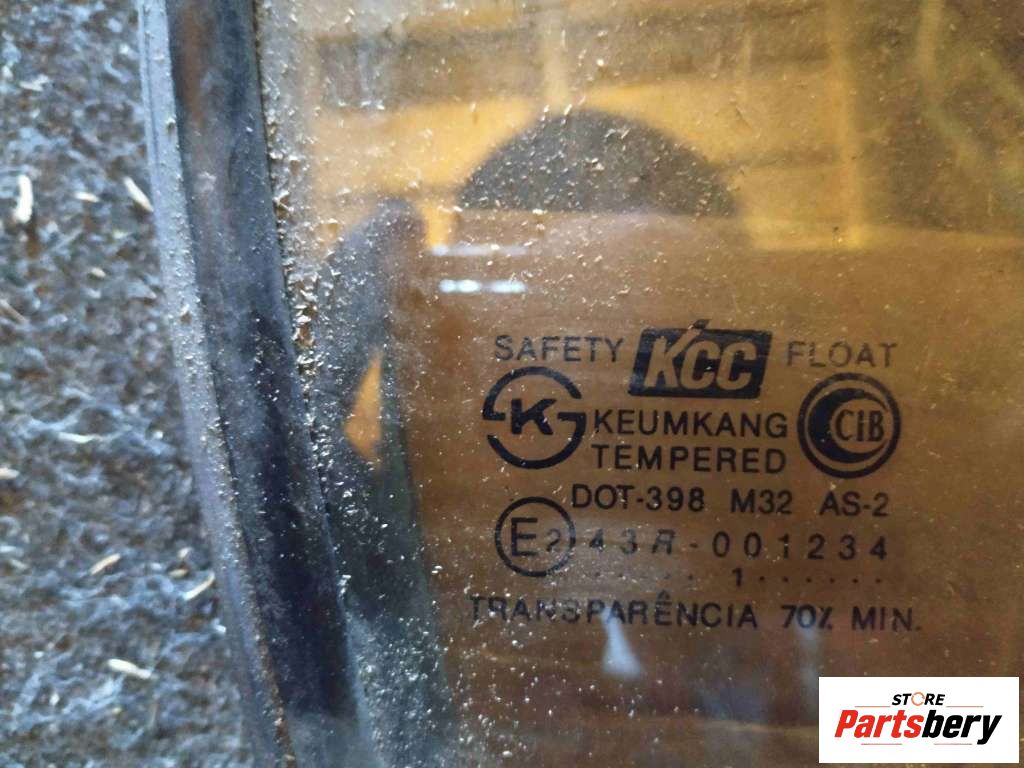 SAFETY KCC FLOAT
K KEUMKANG CiB
TEMPERED
DOT-398 M32 AS-2
E2 43R-001234
......1......
TRANSPARÊNCIA 70% MIN.
STORE
Partsbery